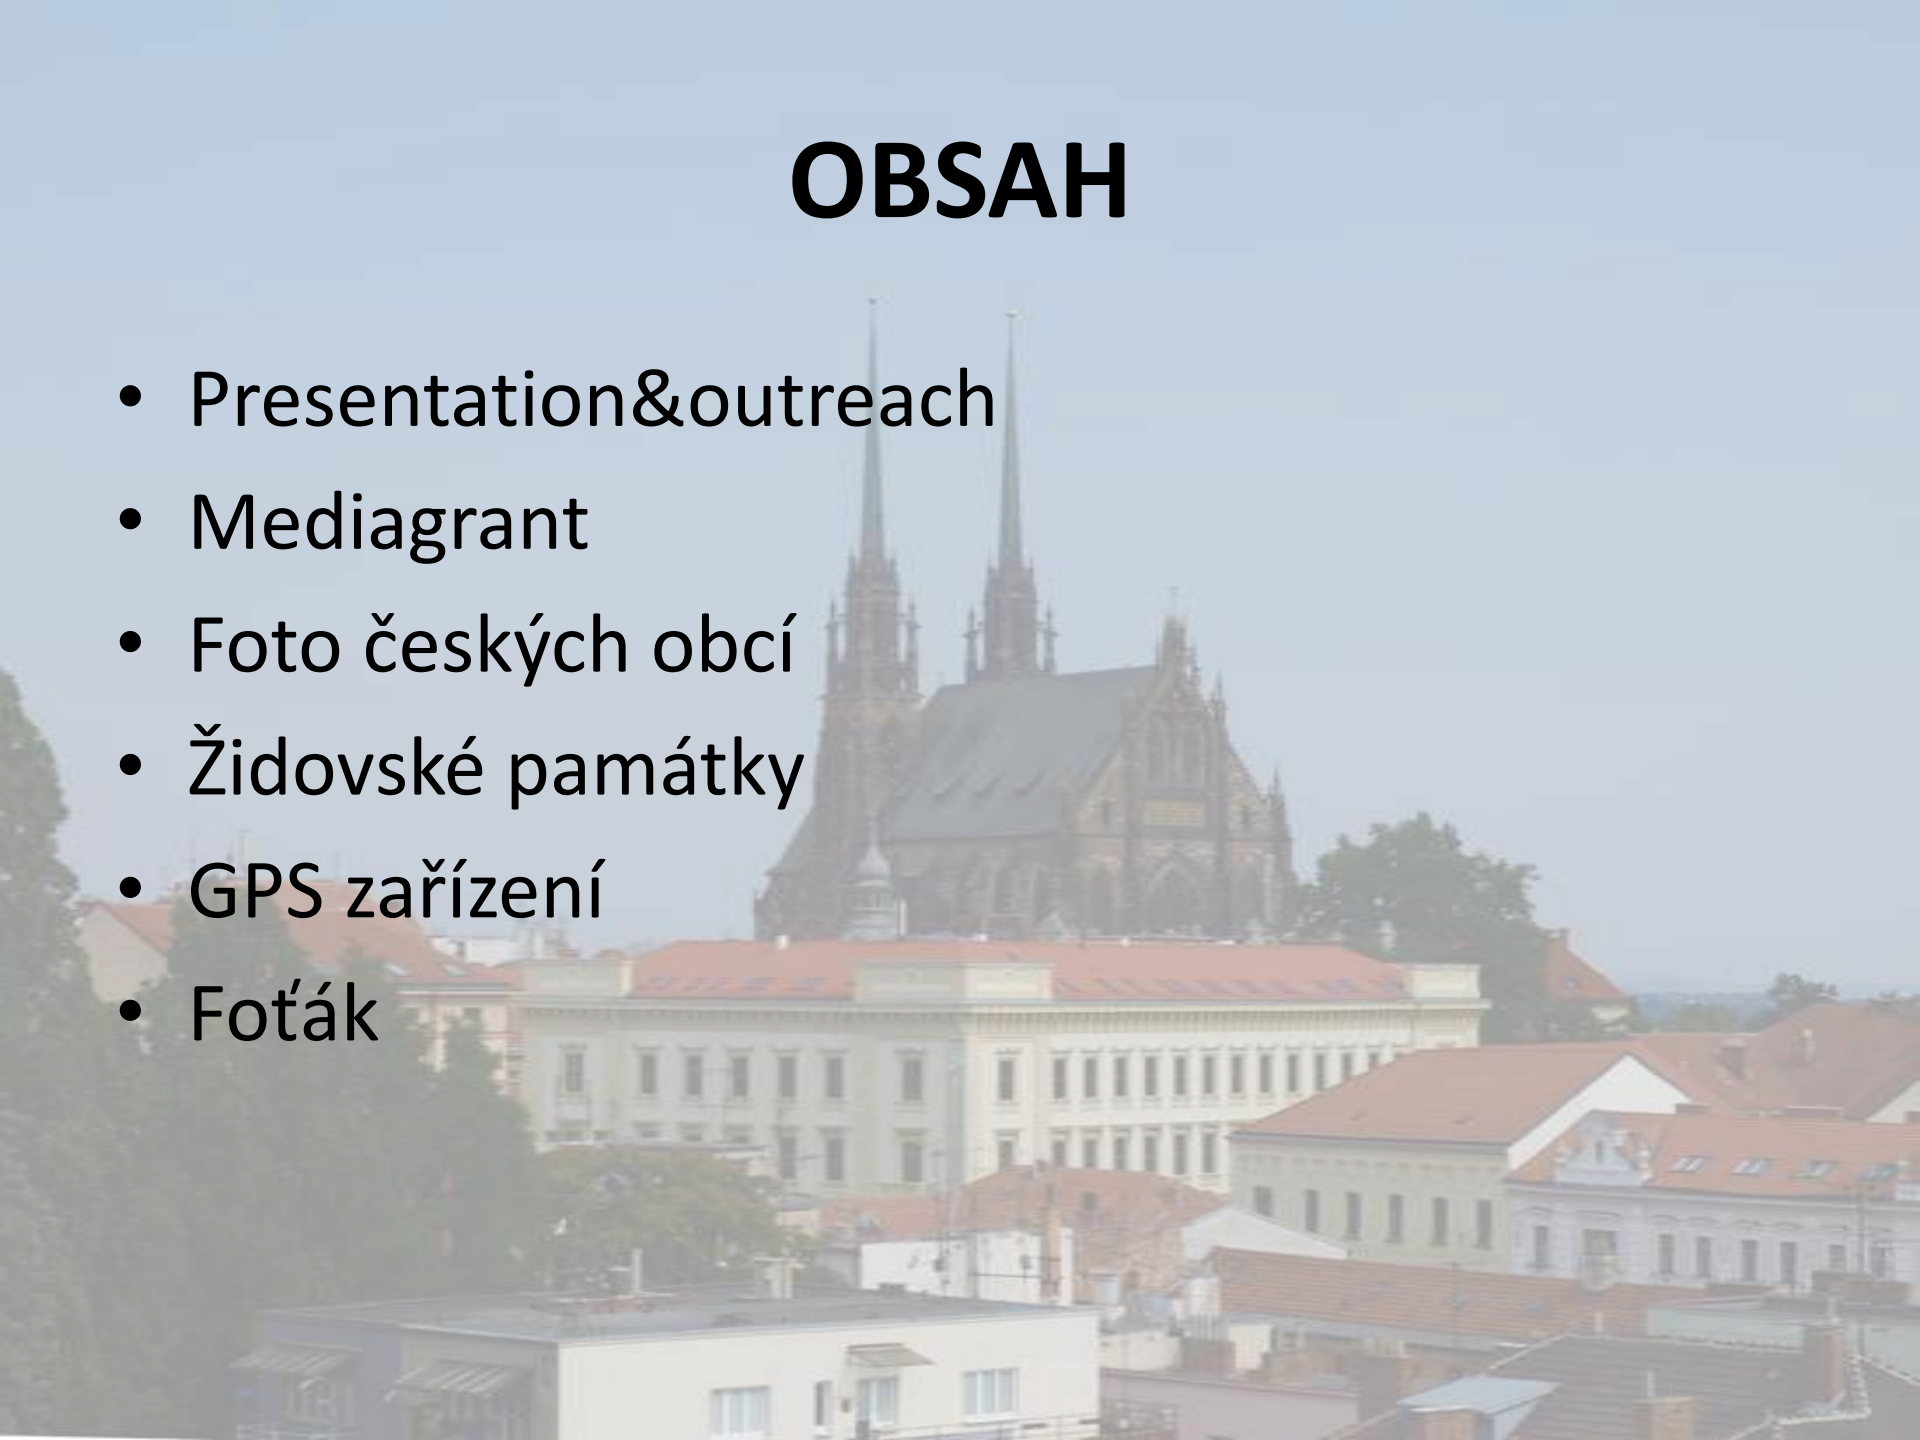 OBSAH
• Presentation&outreach
• Mediagrant
• Foto českých obcí
• Židovské památky
• GPS zařízení
• Foťák